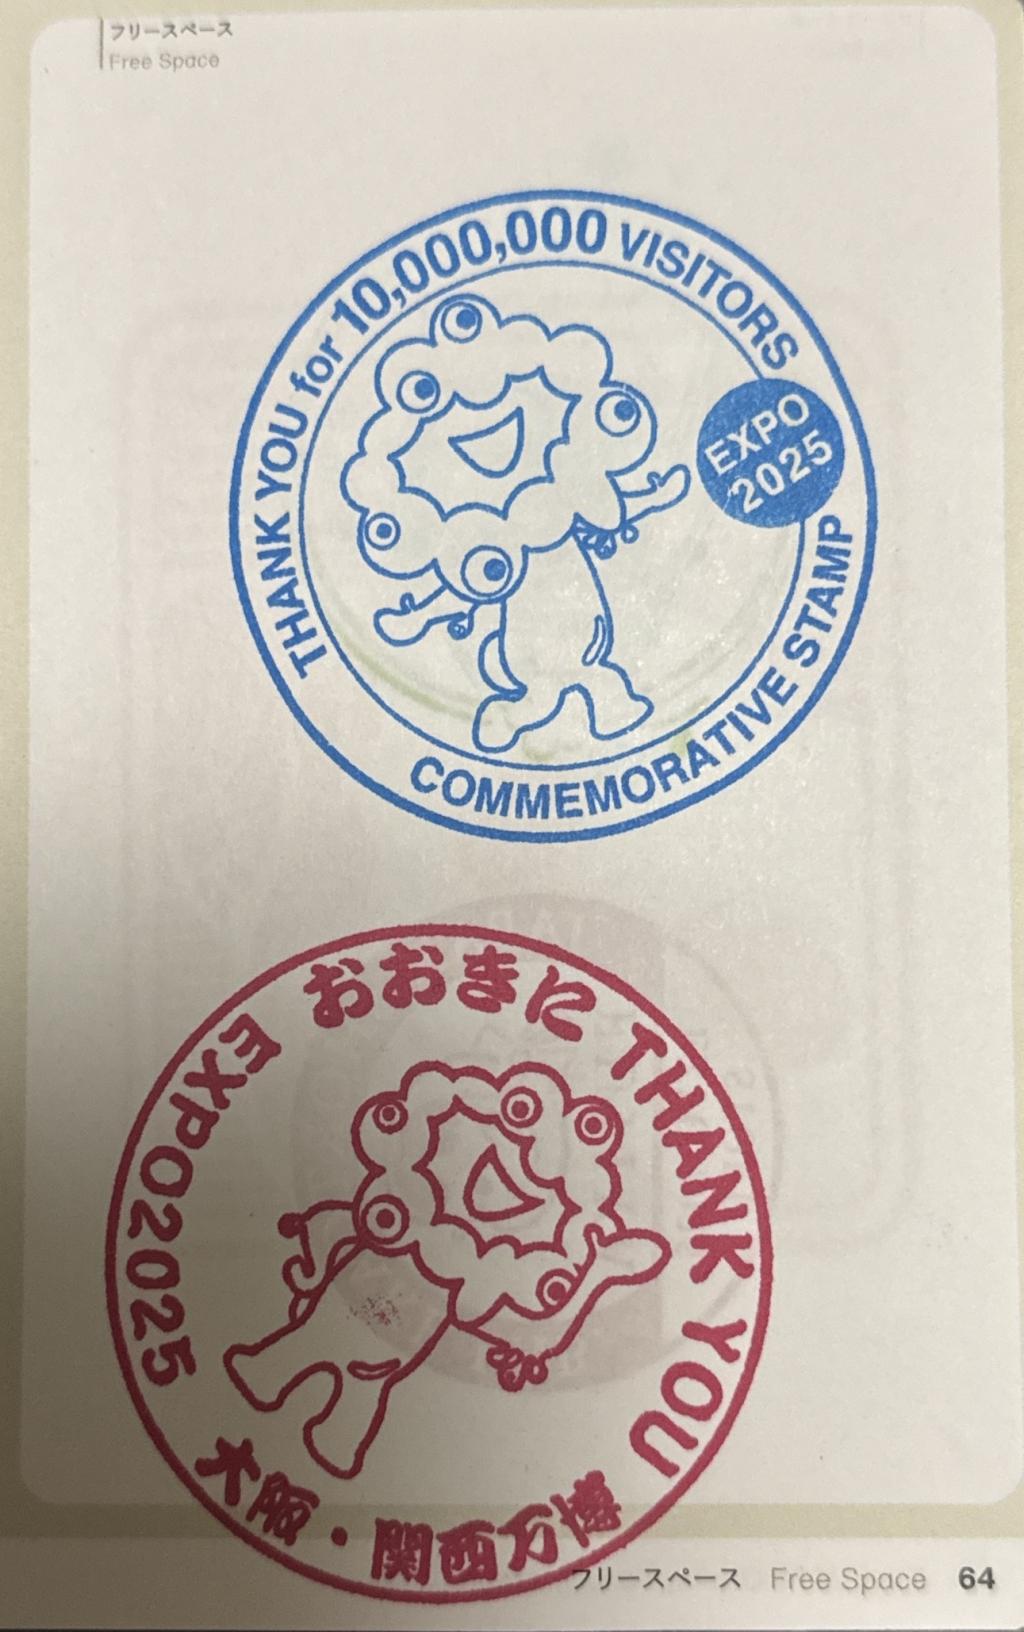 フリースペース
Free Space
THANK YOU for 10,000,000 VISITORS
EXPO
2025
COMMEMORATIVE STAMP
おおきに THANK YOU
EXPO2025
大阪・関西万博
フリースペース Free Space 64